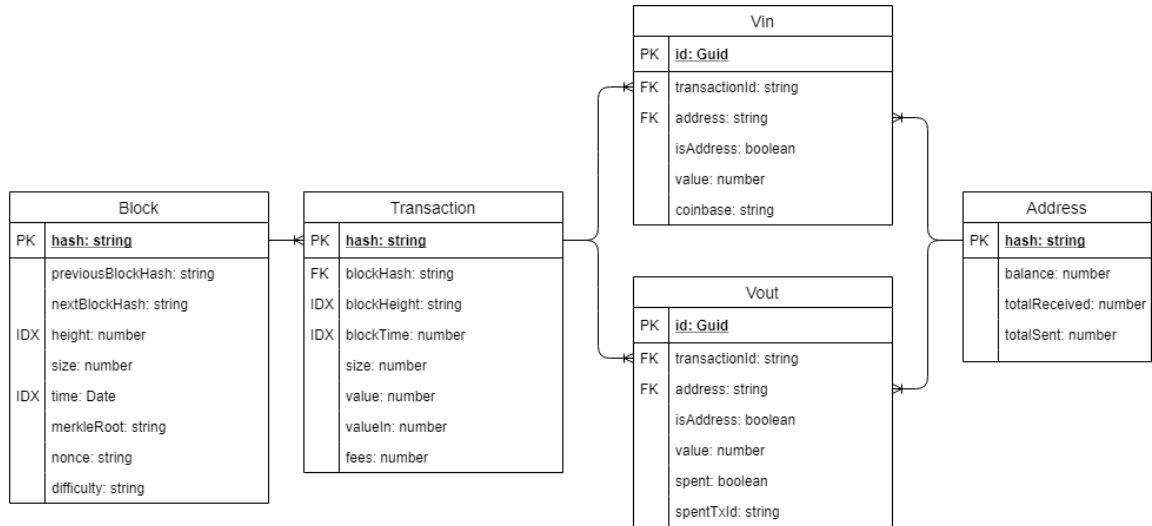 Block
PK hash: string
previousBlockHash: string
nextBlockHash: string
IDX height: number
size: number
IDX time: Date
merkleRoot: string
nonce: string
difficulty: string
Transaction
PK hash: string
FK blockHash: string
IDX blockHeight: string
IDX blockTime: number
size: number
value: number
valueIn: number
fees: number
Vin
PK id: Guid
FK transactionId: string
FK address: string
isAddress: boolean
value: number
coinbase: string
Vout
PK id: Guid
FK transactionId: string
FK address: string
isAddress: boolean
value: number
spent: boolean
spentTxId: string
Address
PK hash: string
balance: number
totalReceived: number
totalSent: number